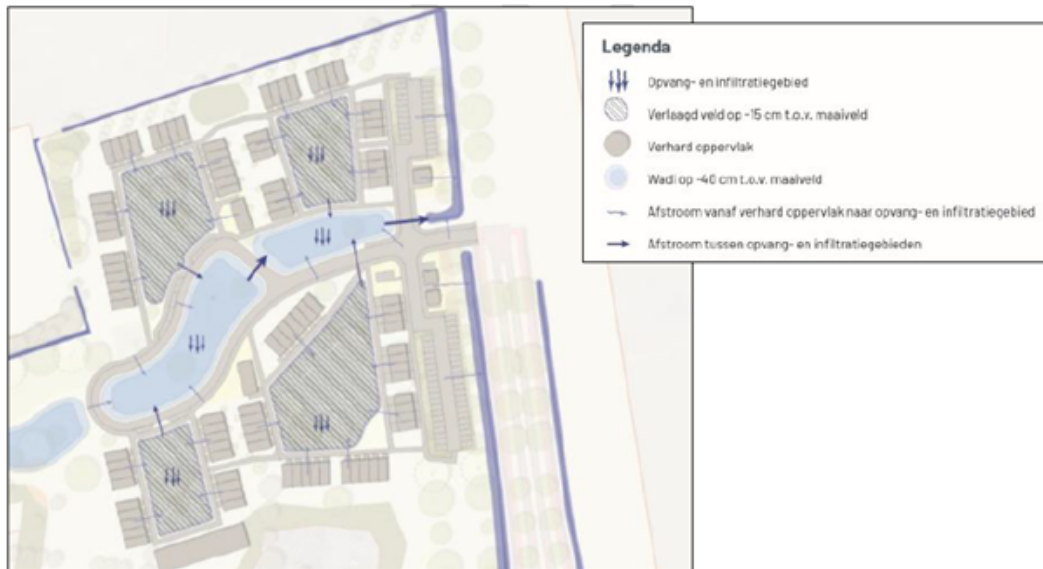 Legenda
Opvang- en infiltratiegebied
Verlaagd veld op -15 cm t.o.v. maaiveld
Verhard oppervlak
Wadi op -40 cm t.o.v. maaiveld
Afstroom vanaf verhard oppervlak naar opvang- en infiltratiegebied
Afstroom tussen opvang- en infiltratiegebieden